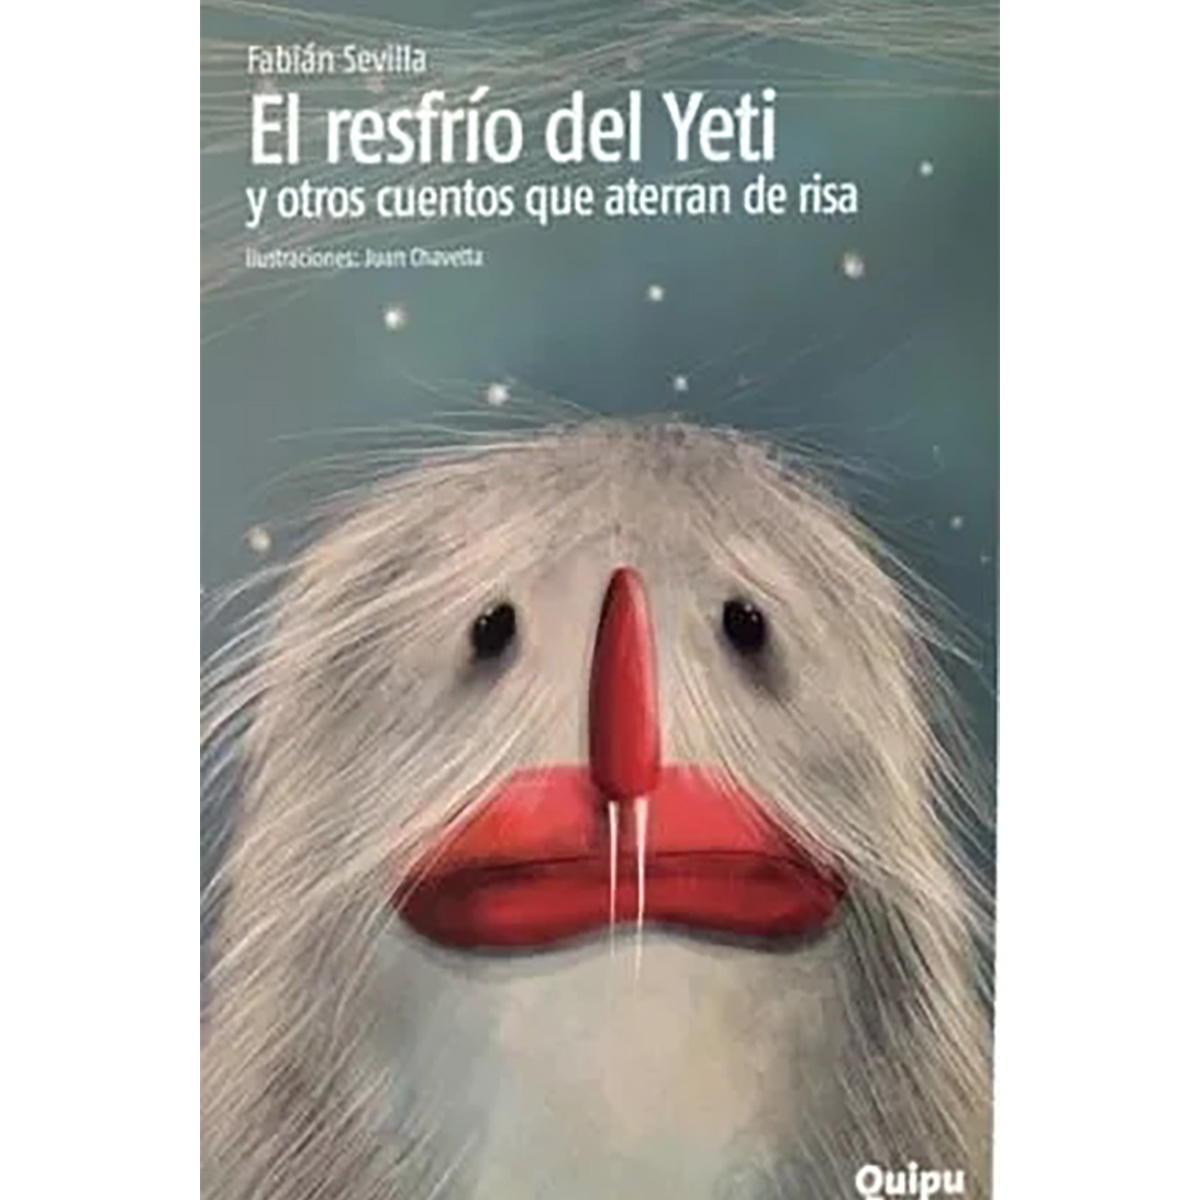 Fabián Sevilla
El resfrío del Yeti
y otros cuentos que aterran de risa
Ilustraciones: Juan Chavetta
Quipu